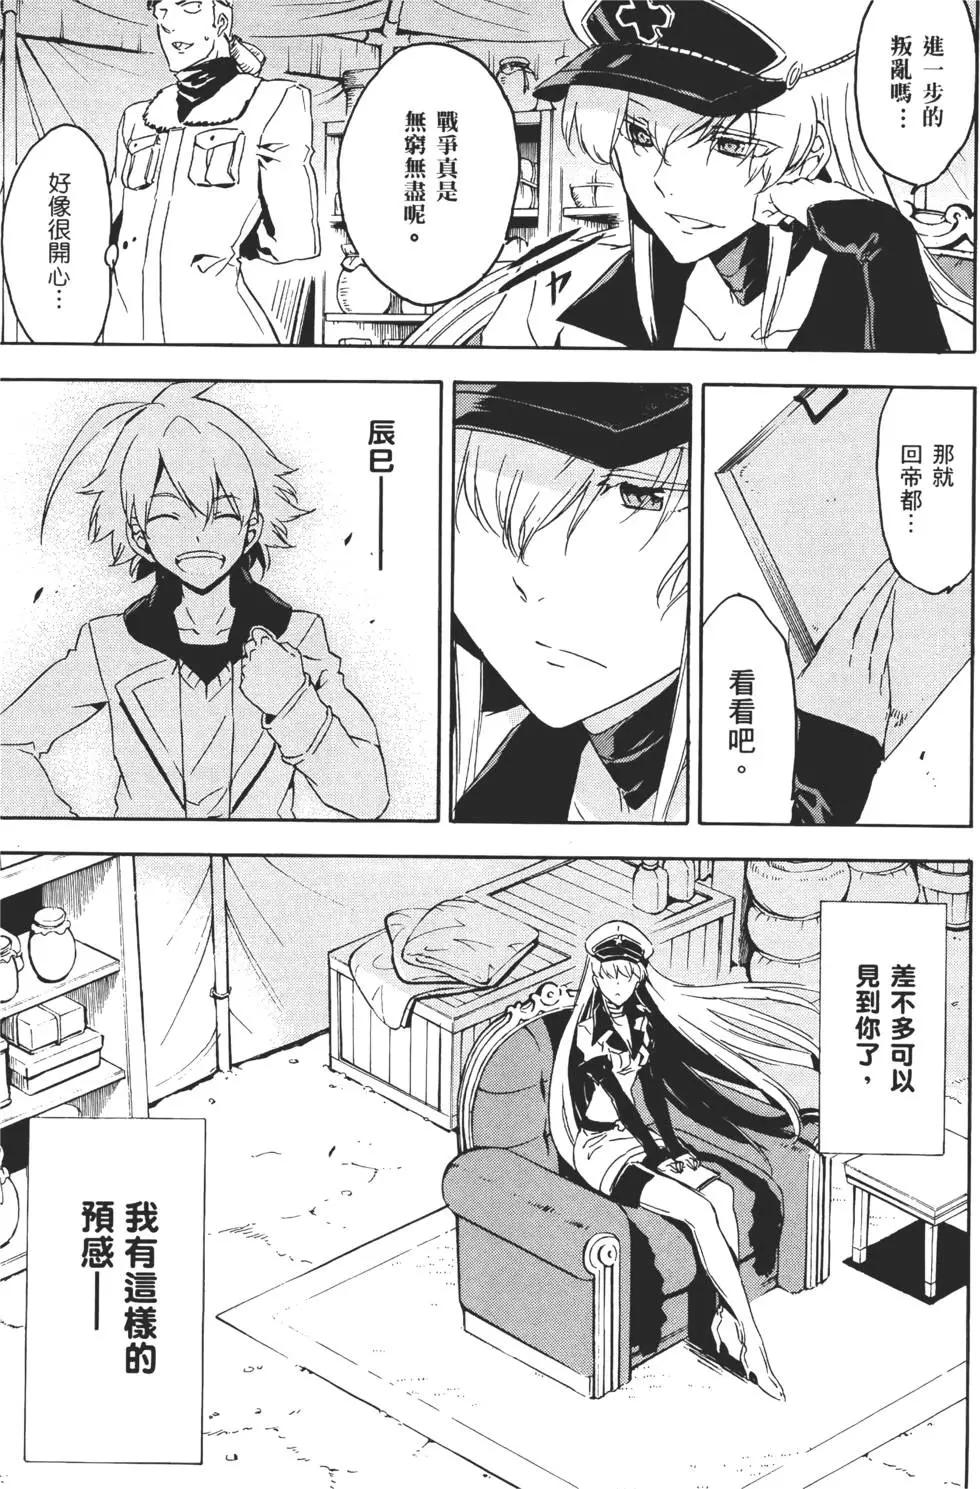 進一步的
叛亂嗎…
戰爭真是
無窮無盡呢。
好像很開心…
ヤ
那就
回帝都…
看看吧。
辰巳——
差不多可以
見到你了，
我有這樣的
預感——